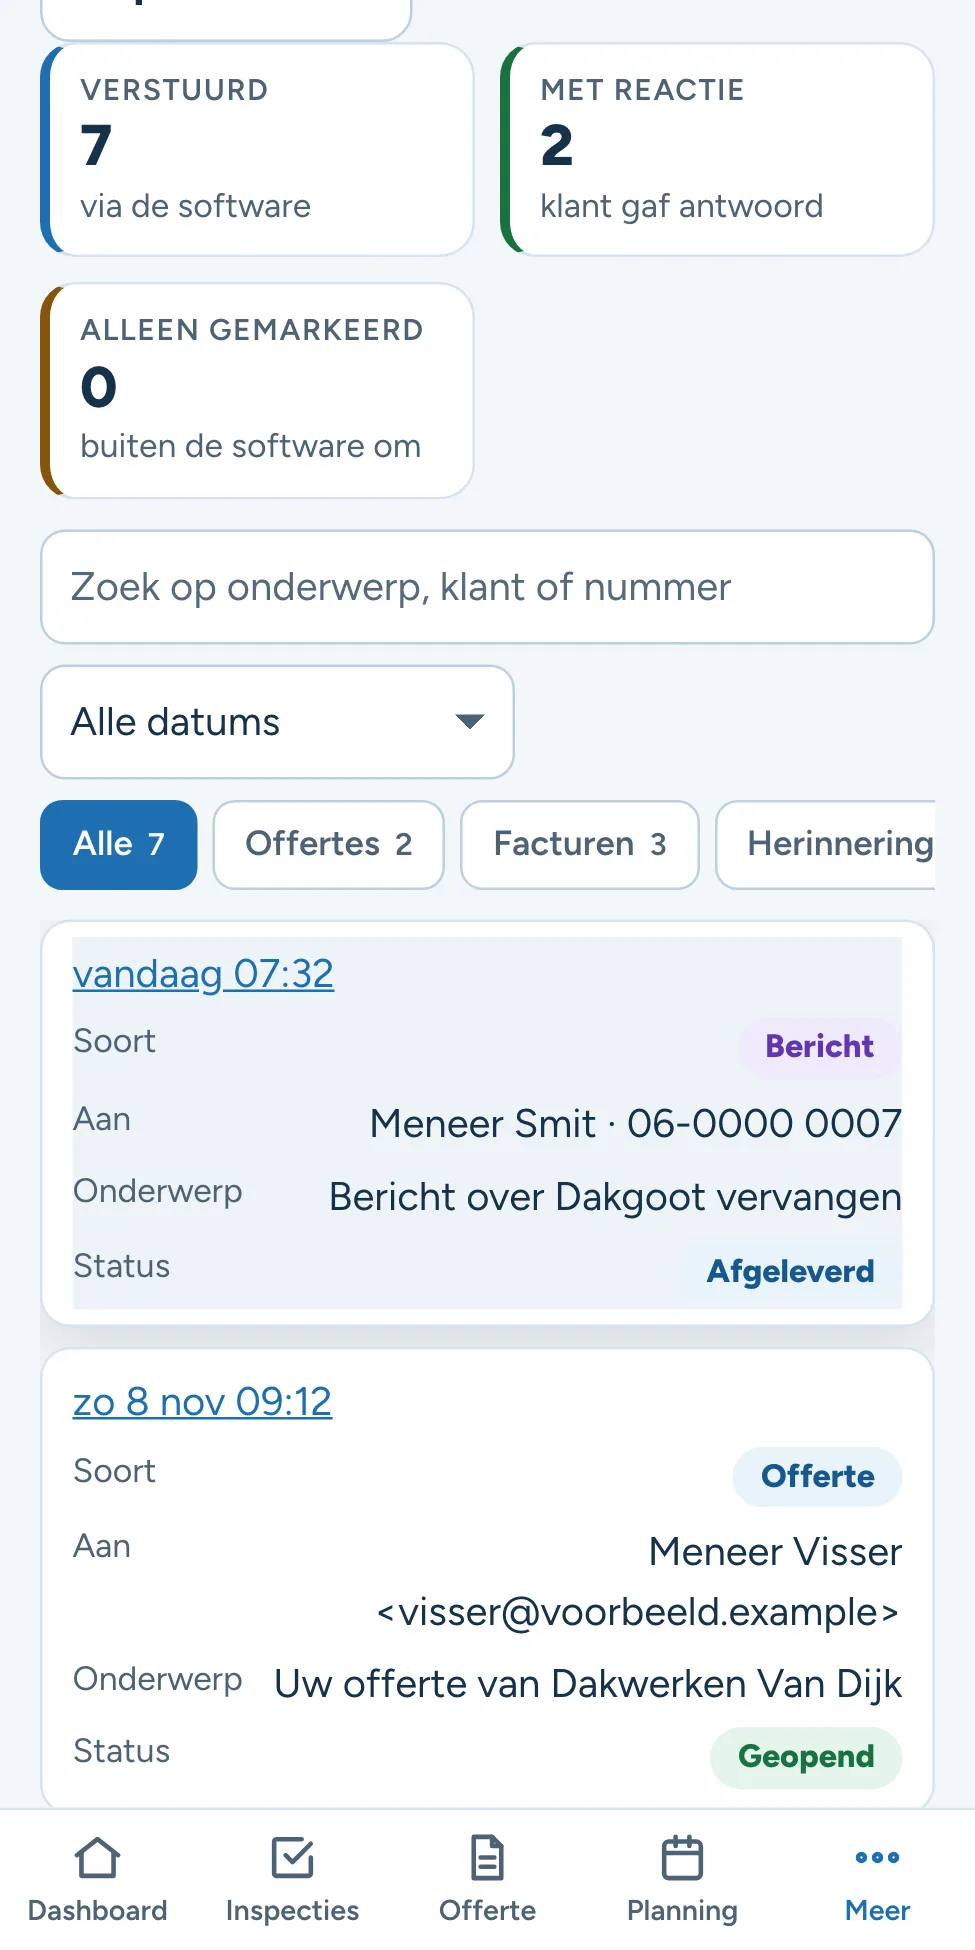 VERSTUURD
7
via de software
MET REACTIE
2
klant gaf antwoord
ALLEEN GEMARKEERD
0
buiten de software om
Zoek op onderwerp, klant of nummer
Alle datums
Alle 7
Offertes 2
Facturen 3
Herinnering
vandaag 07:32
Soort Bericht
Aan Meneer Smit · 06-0000 0007
Onderwerp Bericht over Dakgoot vervangen
Status Afgeleverd
zo 8 nov 09:12
Soort Offerte
Aan Meneer Visser
<visser@voorbeeld.example>
Onderwerp Uw offerte van Dakwerken Van Dijk
Status Geopend
Dashboard
Inspecties
Offerte
Planning
Meer